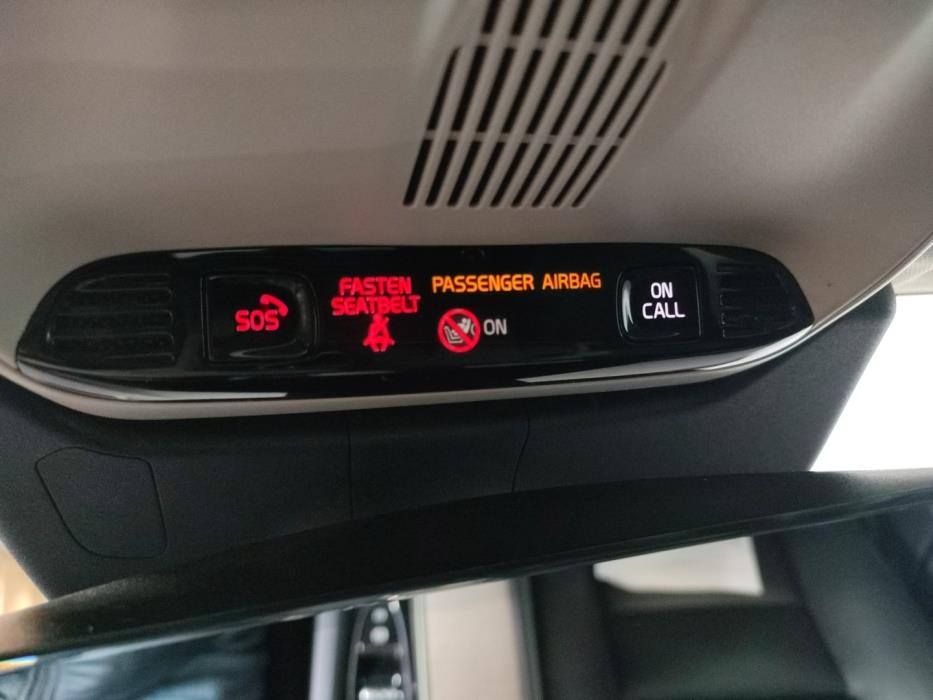 SOS
FASTEN
SEATBELT
PASSENGER AIRBAG
ON
ON
CALL